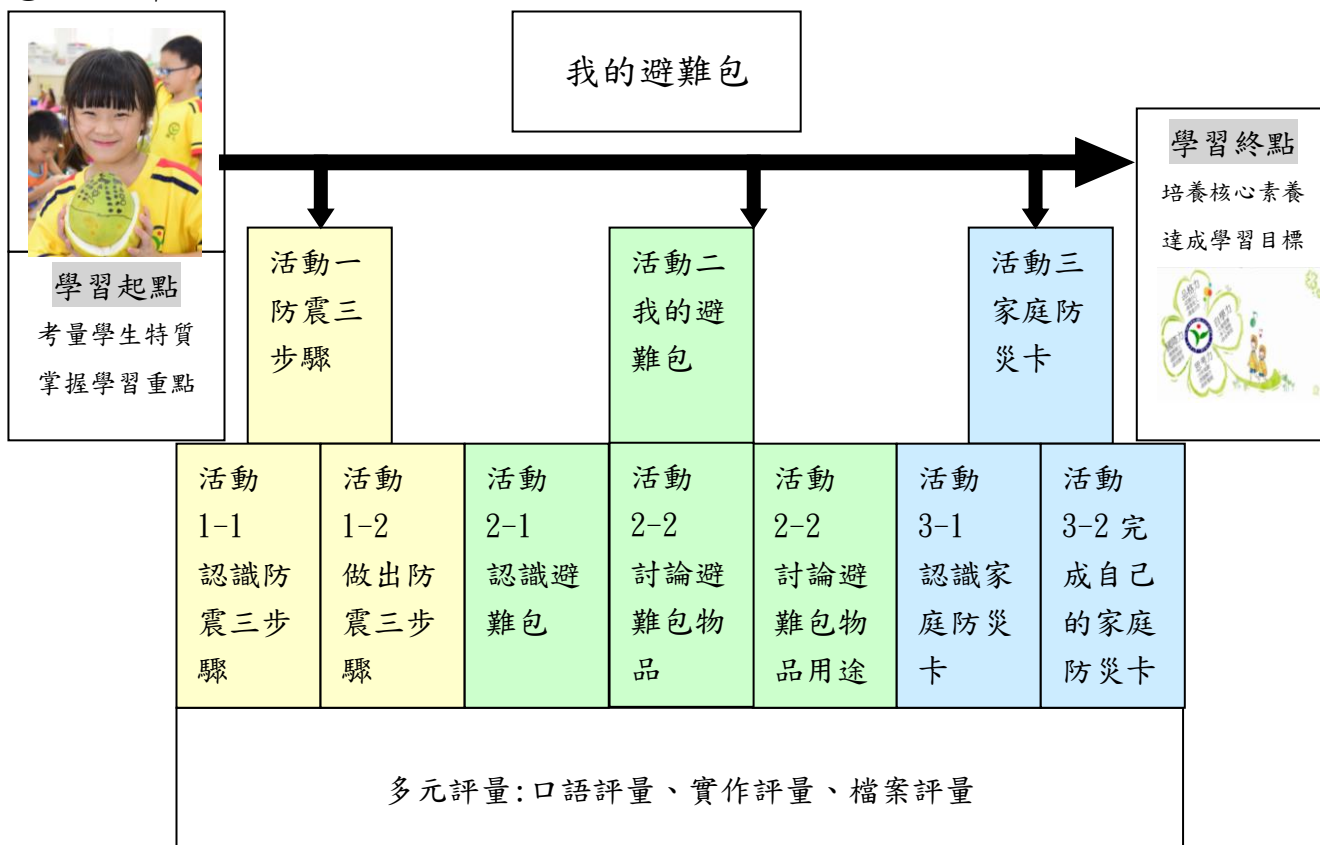 我的避難包
學習起點
考量學生特質
掌握學習重點
學習終點
培養核心素養
達成學習目標
活動一
防震三
步驟
活動二
我的避
難包
活動三
家庭防
災卡
活動
1-1
認識防
震三步
驟
活動
1-2
做出防
震三步
驟
活動
2-1
認識避
難包
活動
2-2
討論避
難包物
品
活動
2-2
討論避
難包物
品用途
活動
3-1
認識家
庭防災
卡
活動
3-2 完
成自己
的家庭
防災卡
多元評量:口語評量、實作評量、檔案評量